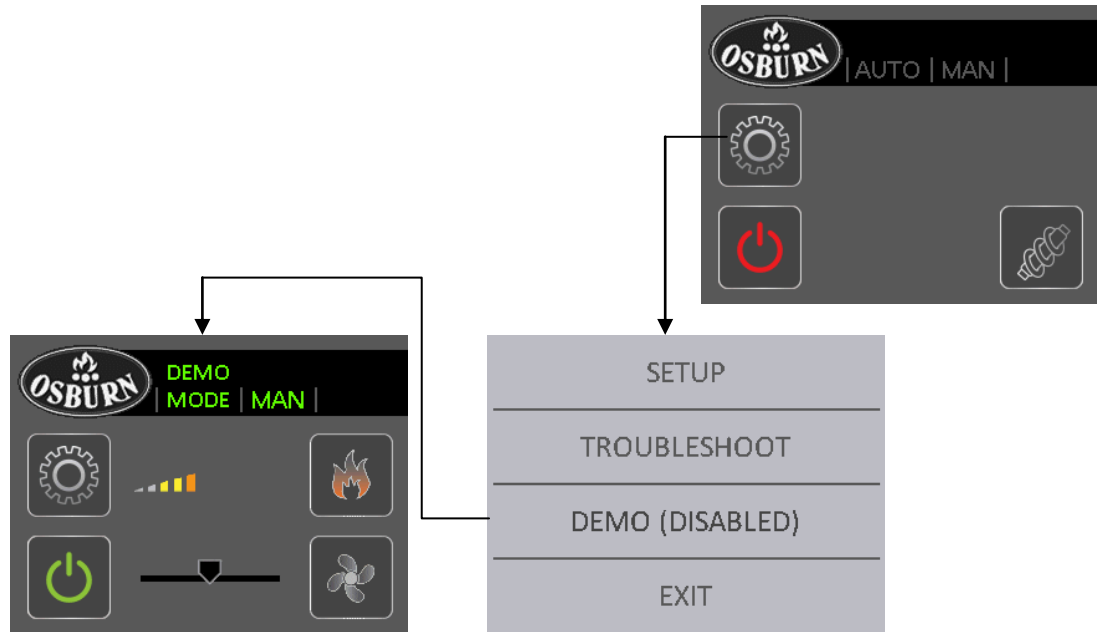 OSBURN
| AUTO | MAN |
OSBURN
DEMO
| MODE | MAN |
SETUP
TROUBLESHOOT
DEMO (DISABLED)
EXIT